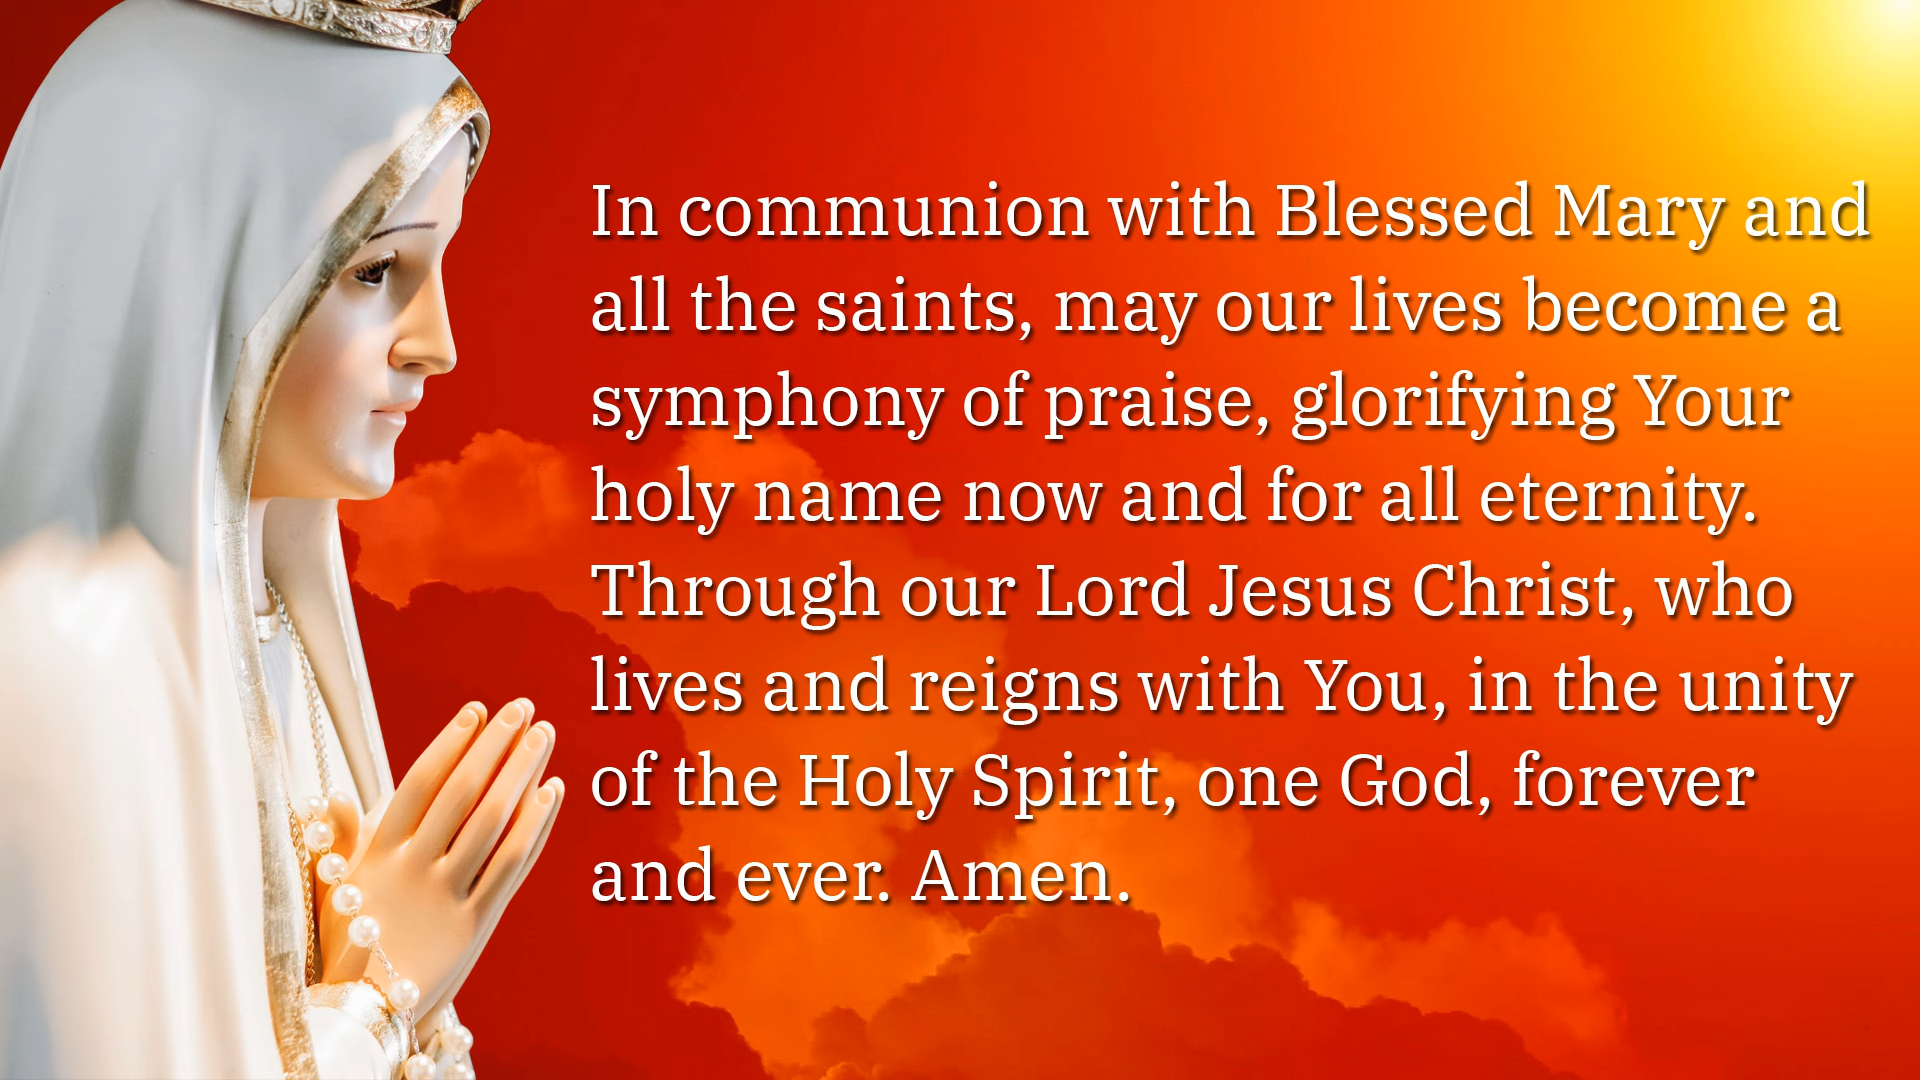 In communion with Blessed Mary and
all the saints, may our lives become a
symphony of praise, glorifying Your
holy name now and for all eternity.
Through our Lord Jesus Christ, who
lives and reigns with You, in the unity
of the Holy Spirit, one God, forever
and ever. Amen.